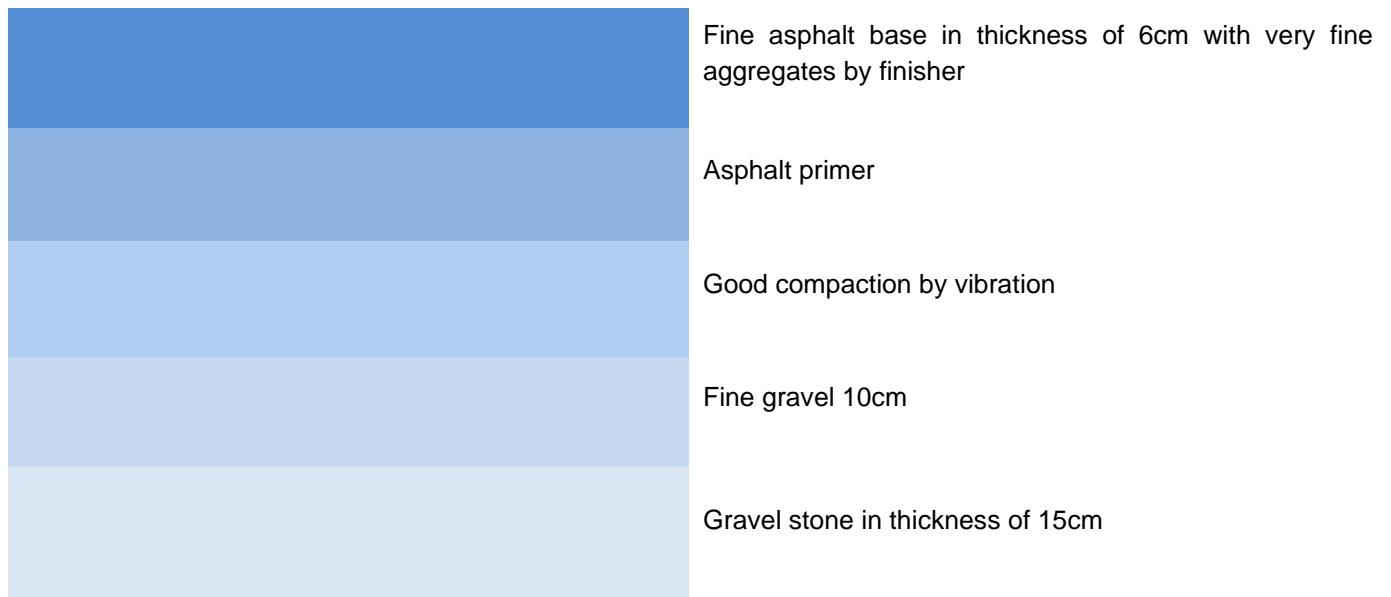 Fine asphalt base in thickness of 6cm with very fine
aggregates by finisher
Asphalt primer
Good compaction by vibration
Fine gravel 10cm
Gravel stone in thickness of 15cm